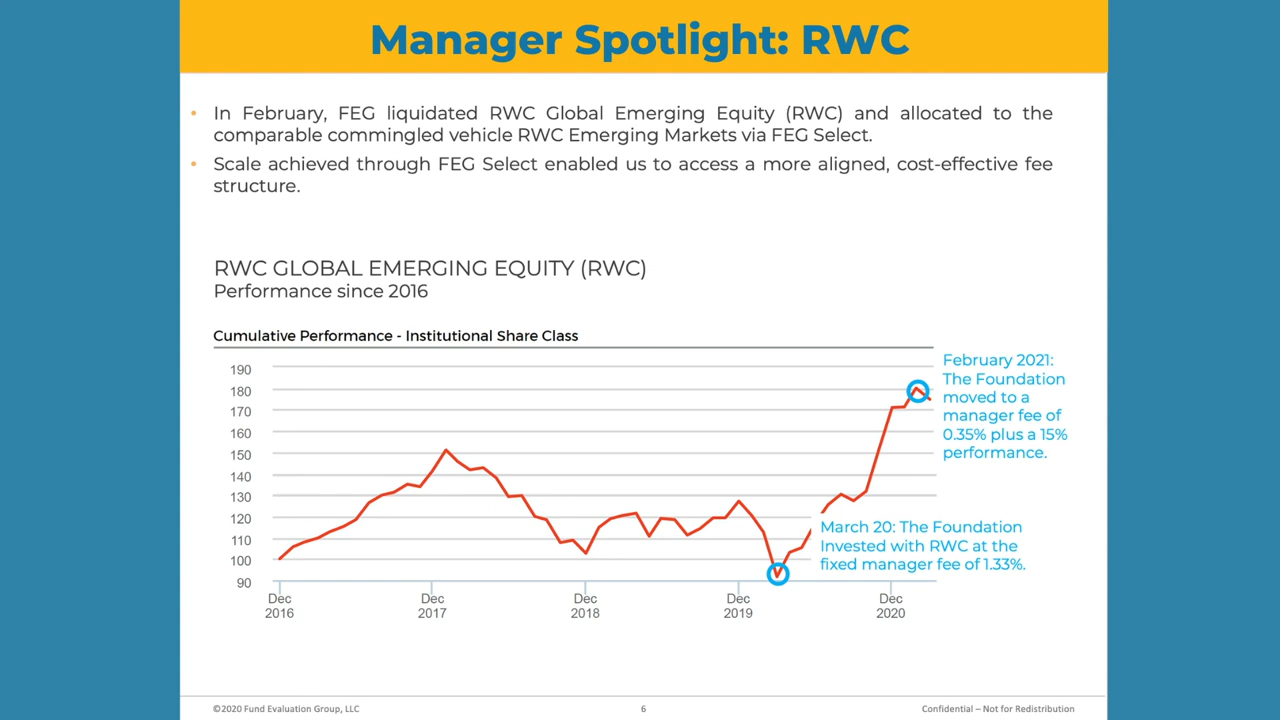 Manager Spotlight: RWC
• In February, FEG liquidated RWC Global Emerging Equity (RWC) and allocated to the
comparable commingled vehicle RWC Emerging Markets via FEG Select.
• Scale achieved through FEG Select enabled us to access a more aligned, cost-effective fee
structure.
RWC GLOBAL EMERGING EQUITY (RWC)
Performance since 2016
Cumulative Performance - Institutional Share Class
190
180
170
160
150
140
130
120
110
100
90
February 2021:
The Foundation
moved to a
manager fee of
0.35% plus a 15%
performance.
March 20: The Foundation
Invested with RWC at the
fixed manager fee of 1.33%.
Dec Dec Dec Dec Dec
2016 2017 2018 2019 2020
©2020 Fund Evaluation Group, LLC 6 Confidential – Not for Redistribution